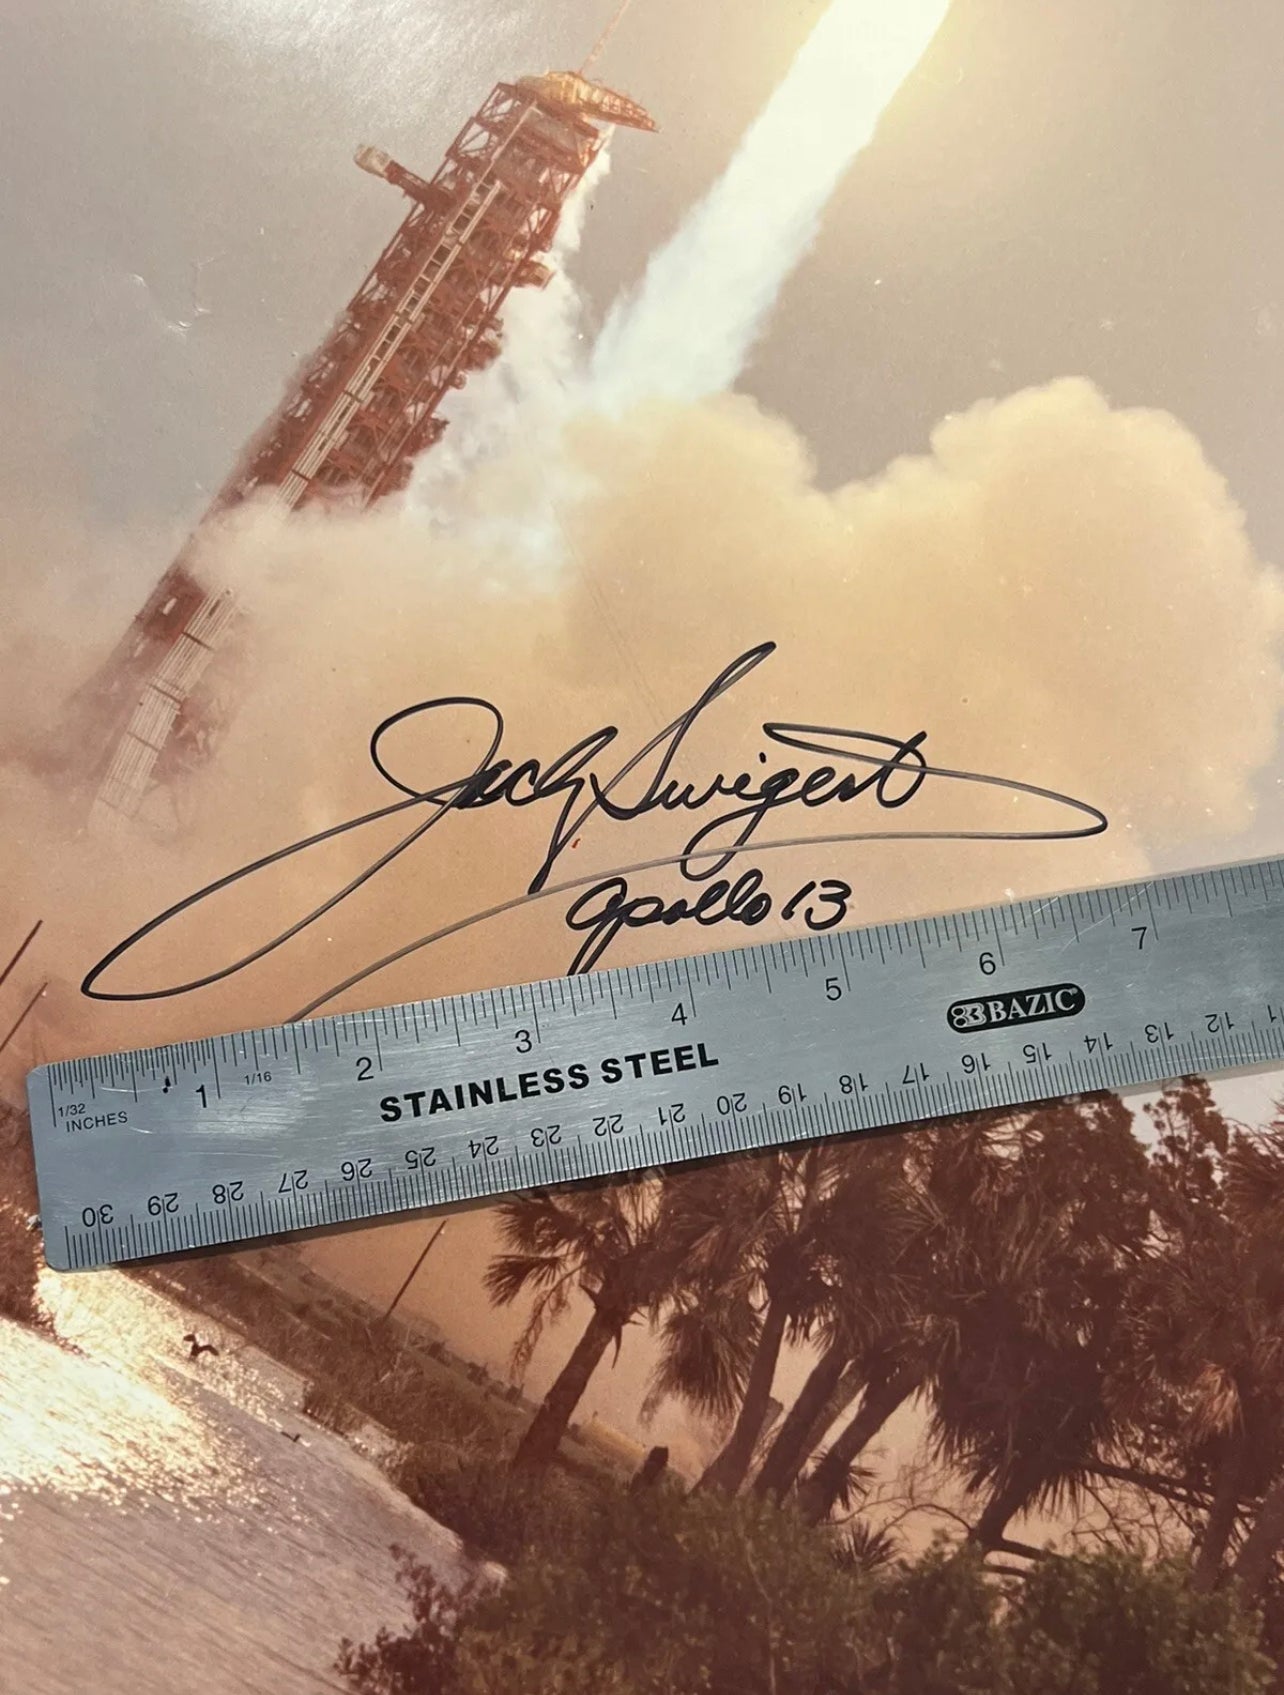 Jack Swigert
Apollo 13
1 2 3 4 5 6 7
1/32 1/16
INCHES
STAINLESS STEEL
BAZIC
30 29 28 27 26 25 24 23 22 21 20 19 18 17 16 15 14 13 12 11